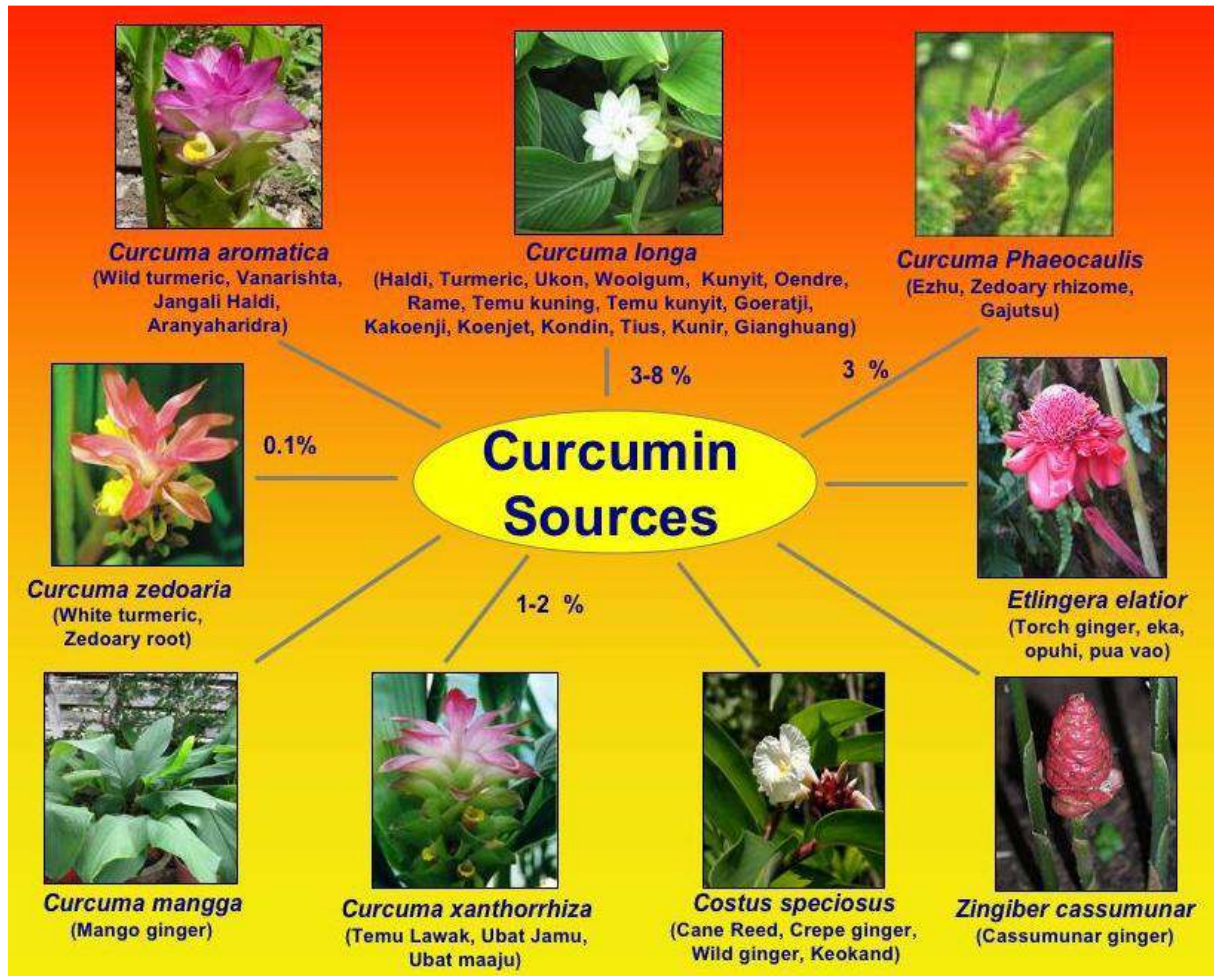 Curcuma aromatica
(Wild turmeric, Vanarishta,
Jangali Haldi,
Aranyaharidra)
Curcuma longa
(Haldi, Turmeric, Ukon, Woolgum, Kunyit, Oendre,
Rame, Temu kuning, Temu kunyit, Goeratji,
Kakoenji, Koenjet, Kondin, Tius, Kunir, Gianghuang)
Curcuma Phaeocaulis
(Ezhu, Zedoary rhizome,
Gajutsu)
3-8 %
3 %
0.1%
Curcumin
Sources
Curcuma zedoaria
(White turmeric,
Zedoary root)
1-2 %
Etlingera elatior
(Torch ginger, eka,
opuhi, pua vao)
Curcuma mangga
(Mango ginger)
Curcuma xanthorrhiza
(Temu Lawak, Ubat Jamu,
Ubat maaju)
Costus speciosus
(Cane Reed, Crepe ginger,
Wild ginger, Keokand)
Zingiber cassumunar
(Cassumunar ginger)